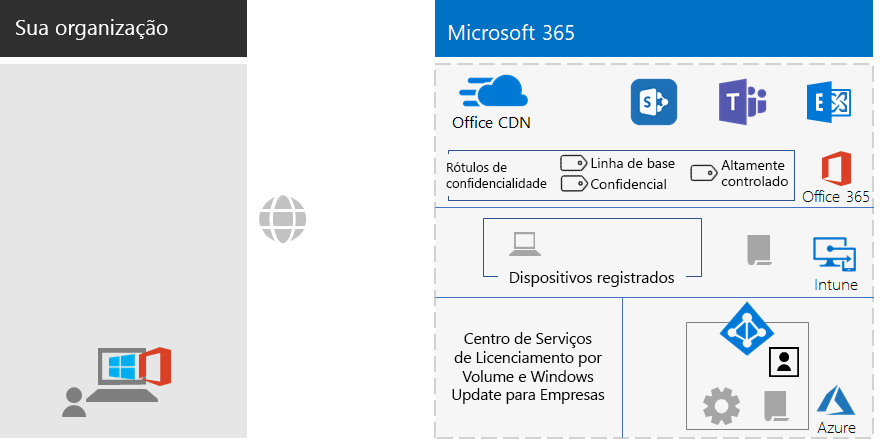 Sua organização
Microsoft 365
Office CDN
Rótulos de
confidencialidade
Linha de base
Confidencial
Altamente
controlado
Office 365
Dispositivos registrados
Intune
Centro de Serviços
de Licenciamento por
Volume e Windows
Update para Empresas
Azure